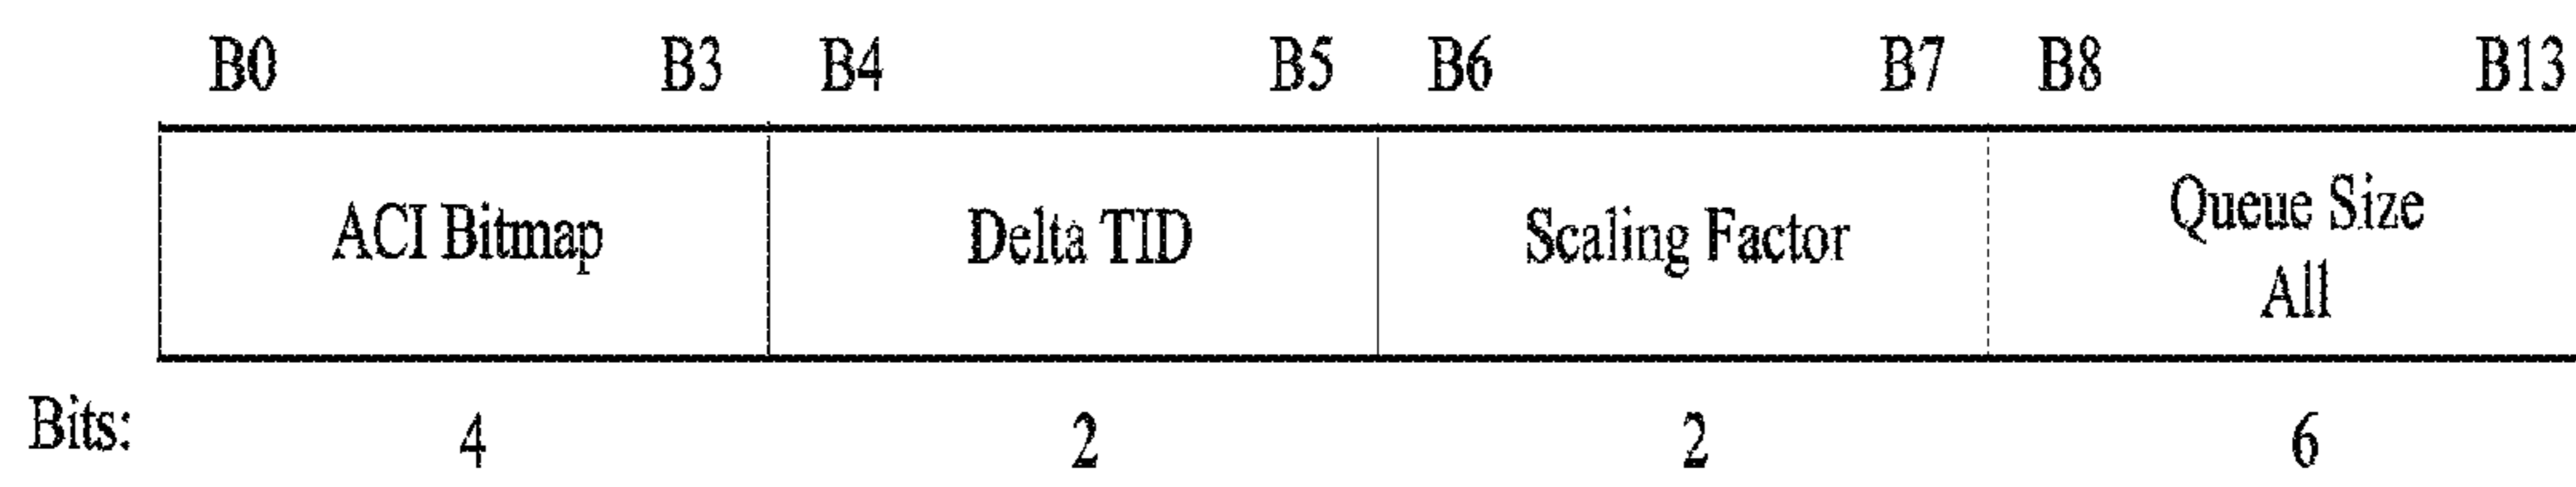 B0 B3 B4 B5 B6 B7 B8 B13
ACI Bitmap Delta TID Scaling Factor Queue Size
All
Bits: 4 2 2 6